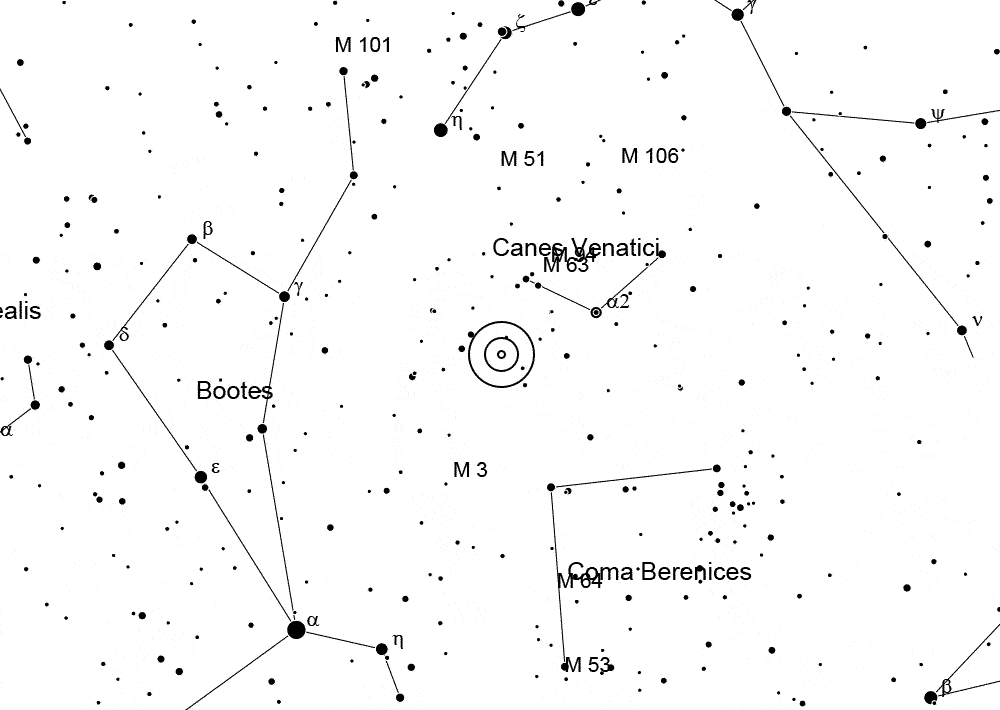 ζ
γ
M 101
η
ψ
M 51
M 106
β
Canes Venatici
M 94
M 63
γ
α2
ealis
ν
δ
Bootes
α
ε
M 3
Coma Berenices
M 64
α
η
M 53
β